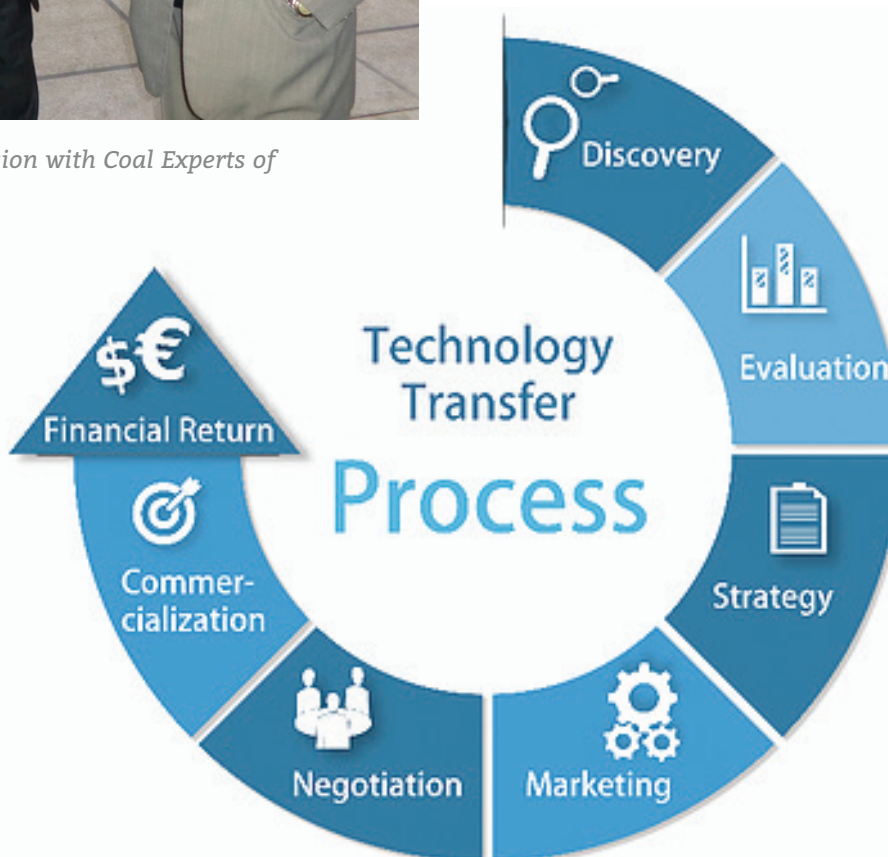 ion with Coal Experts of
Discovery
Evaluation
Strategy
Marketing
Negotiation
Commer-
cialization
$€
Financial Return
Technology
Transfer
Process